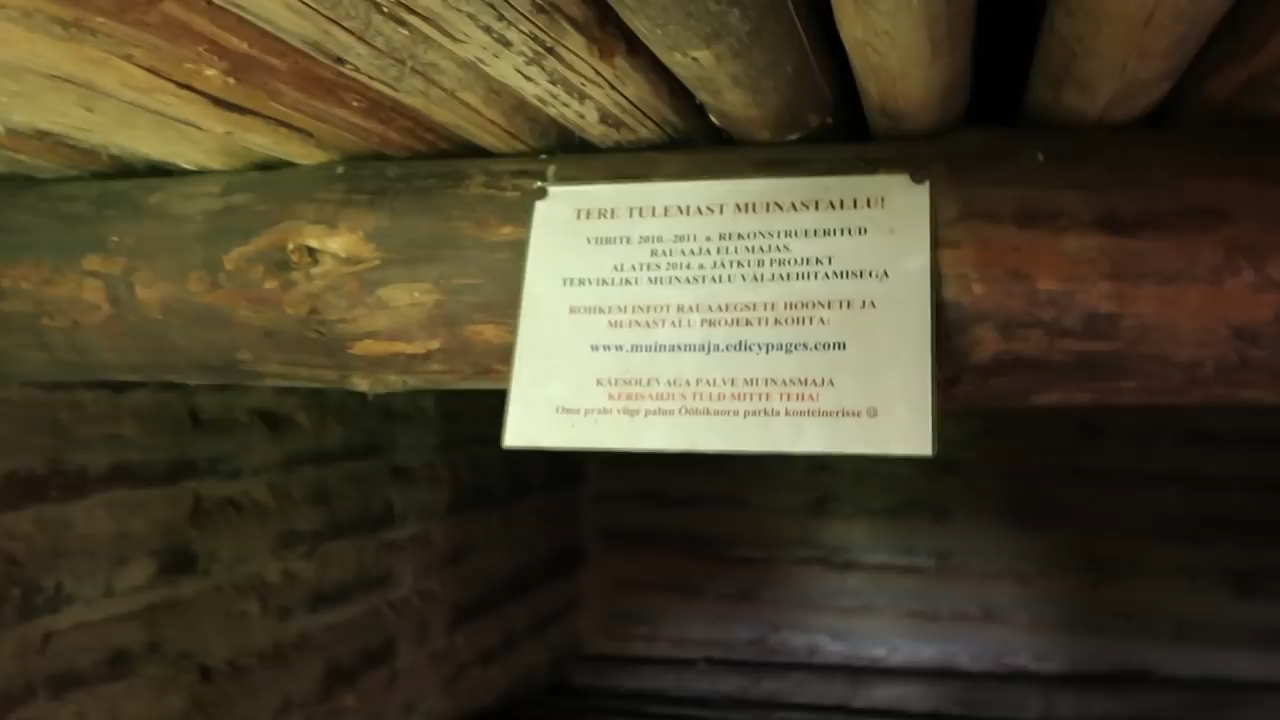 TERE TULEMAST MUINASTALLU!
VIIBITE 2010.-2011. a. REKONSTRUEERITUD
RAUAAJA ELUMAJAS.
ALATES 2014. a. JÄTKUB PROJEKT
TERVIKLIKU MUINASTALU VÄLJAEHITAMISEGA
ROHKEM INFOT RAUAAEGSETE HOONETE JA
MUINASTALU PROJEKTI KOHTA:
www.muinasmaja.edicypages.com
KÄESOLEVAGA PALVE MUINASMAJA
KERISAHJUS TULD MITTE TEHA!
Oma praht viige palun Ööbikuoru parkla konteinerisse ☺